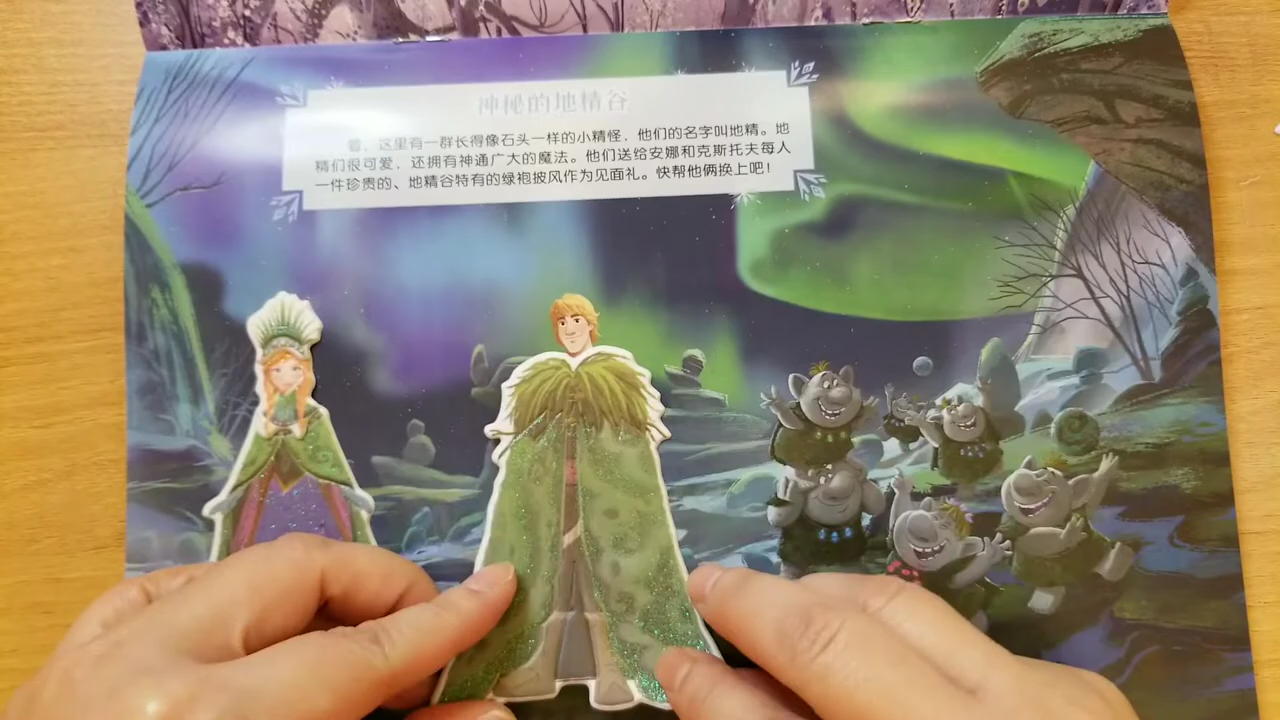 神秘的地精谷
看，这里有一群长得像石头一样的小精怪，他们的名字叫地精。地
精们很可爱，还拥有神通广大的魔法。他们送给安娜和克斯托夫每人
一件珍贵的、地精谷特有的绿袍披风作为见面礼。快帮他俩换上吧！